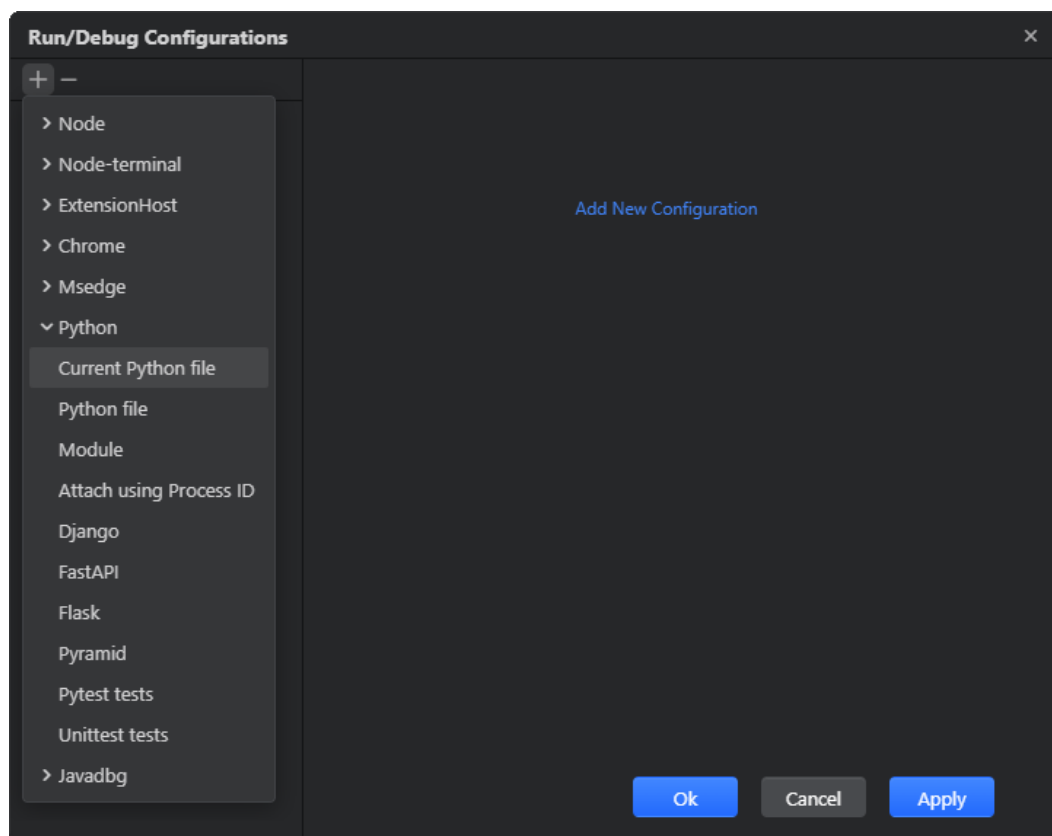 Run/Debug Configurations
Node
Node-terminal
ExtensionHost
Add New Configuration
Chrome
Msedge
Python
Current Python file
Python file
Module
Attach using Process ID
Django
FastAPI
Flask
Pyramid
Pytest tests
Unittest tests
Javadbg
Ok Cancel Apply